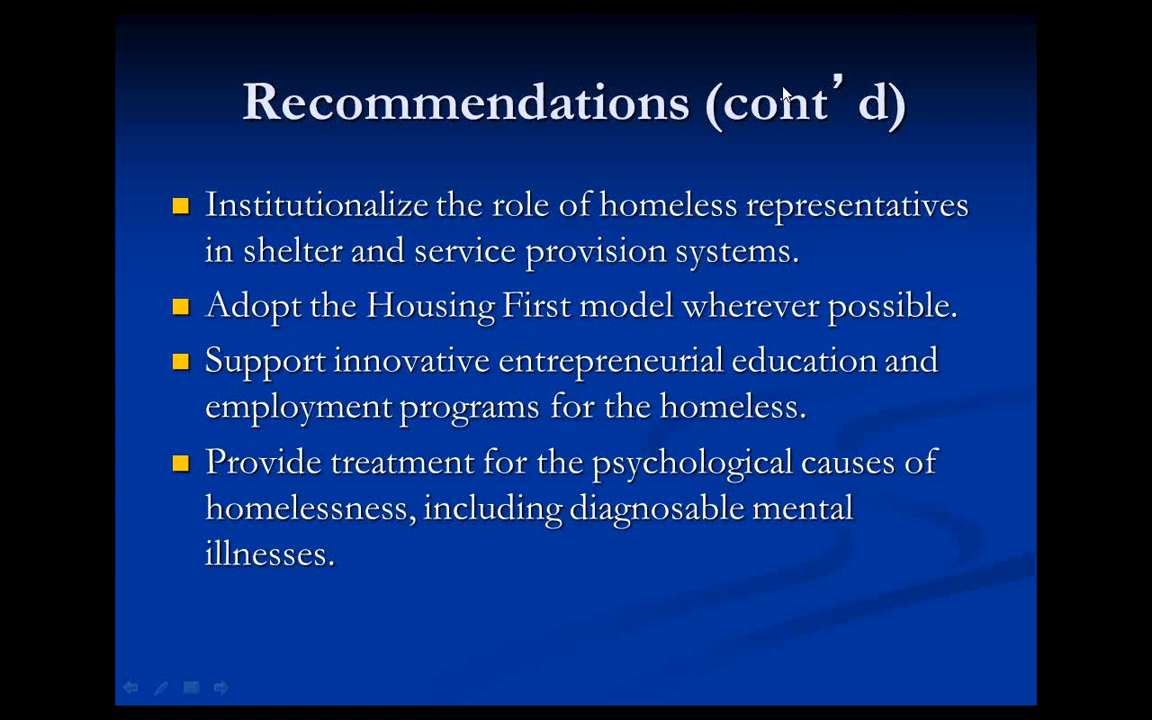 Recommendations (cont’d)
Institutionalize the role of homeless representatives
in shelter and service provision systems.
Adopt the Housing First model wherever possible.
Support innovative entrepreneurial education and
employment programs for the homeless.
Provide treatment for the psychological causes of
homelessness, including diagnosable mental
illnesses.